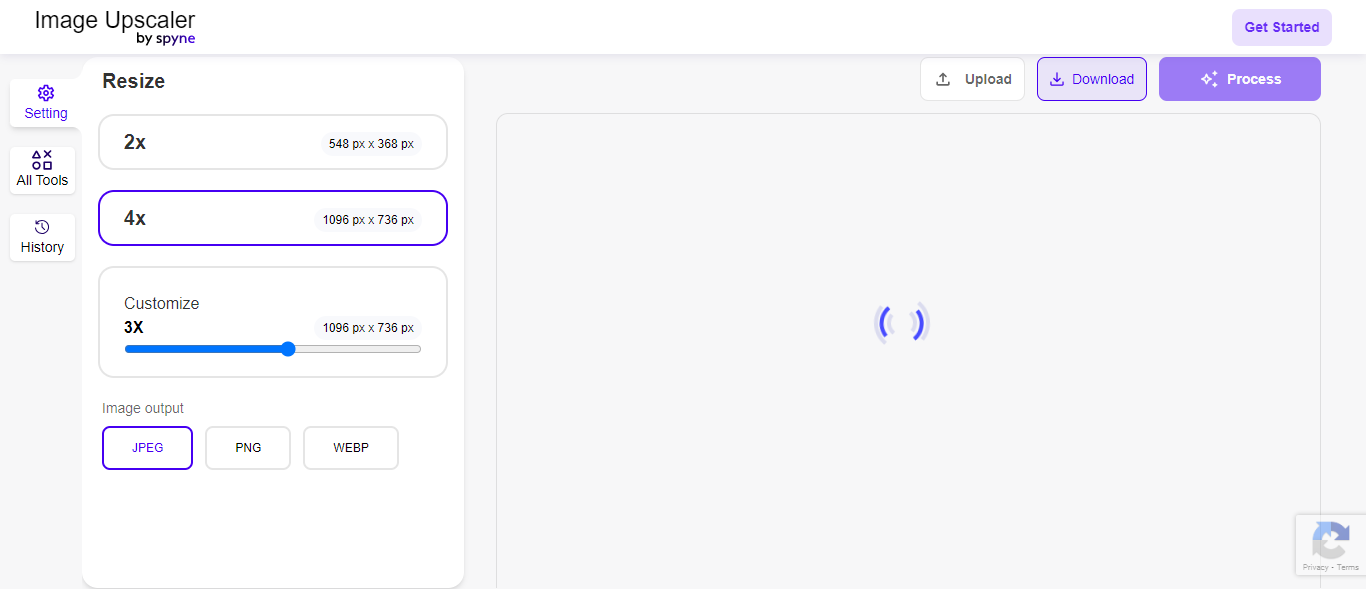 Image Upscaler
by spyne
Get Started
Setting
All Tools
History
Resize
2x
548 px x 368 px
4x
1096 px x 736 px
Customize
3X
1096 px x 736 px
Image output
JPEG
PNG
WEBP
Upload
Download
Process
Privacy - Terms